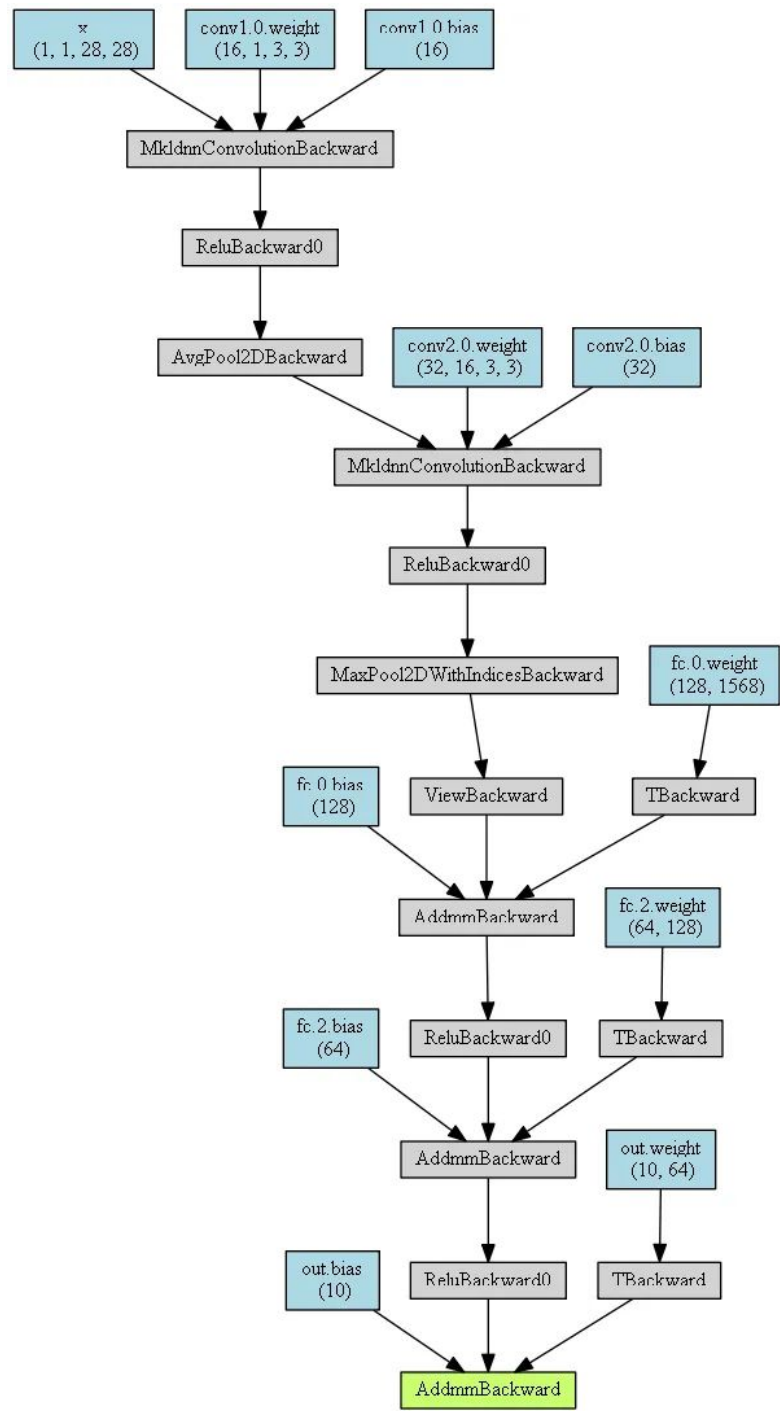 x
(1, 1, 28, 28)
conv1.0.weight
(16, 1, 3, 3)
conv1.0.bias
(16)
MkldnnConvolutionBackward
ReluBackward0
AvgPool2DBackward
conv2.0.weight
(32, 16, 3, 3)
conv2.0.bias
(32)
MkldnnConvolutionBackward
ReluBackward0
MaxPool2DWithIndicesBackward
fc.0.weight
(128, 1568)
fc.0.bias
(128)
ViewBackward
TBackward
AddmmBackward
fc.2.weight
(64, 128)
fc.2.bias
(64)
ReluBackward0
TBackward
AddmmBackward
out.weight
(10, 64)
out.bias
(10)
ReluBackward0
TBackward
AddmmBackward